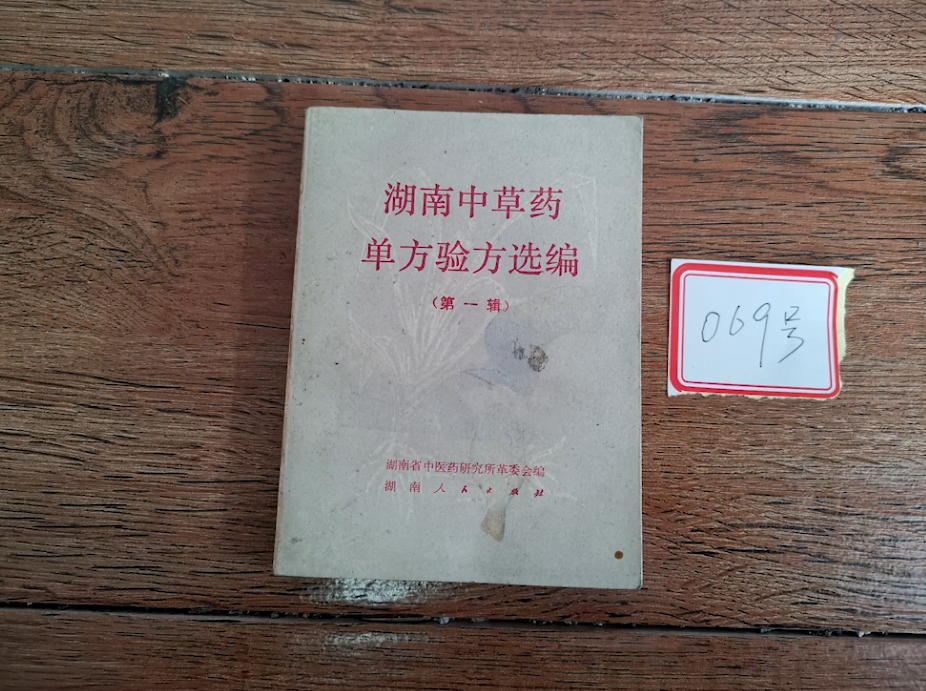 湖南中草药
单方验方选编
（第一辑）
湖南省中医药研究所革委会编
湖南人民出版社
069号